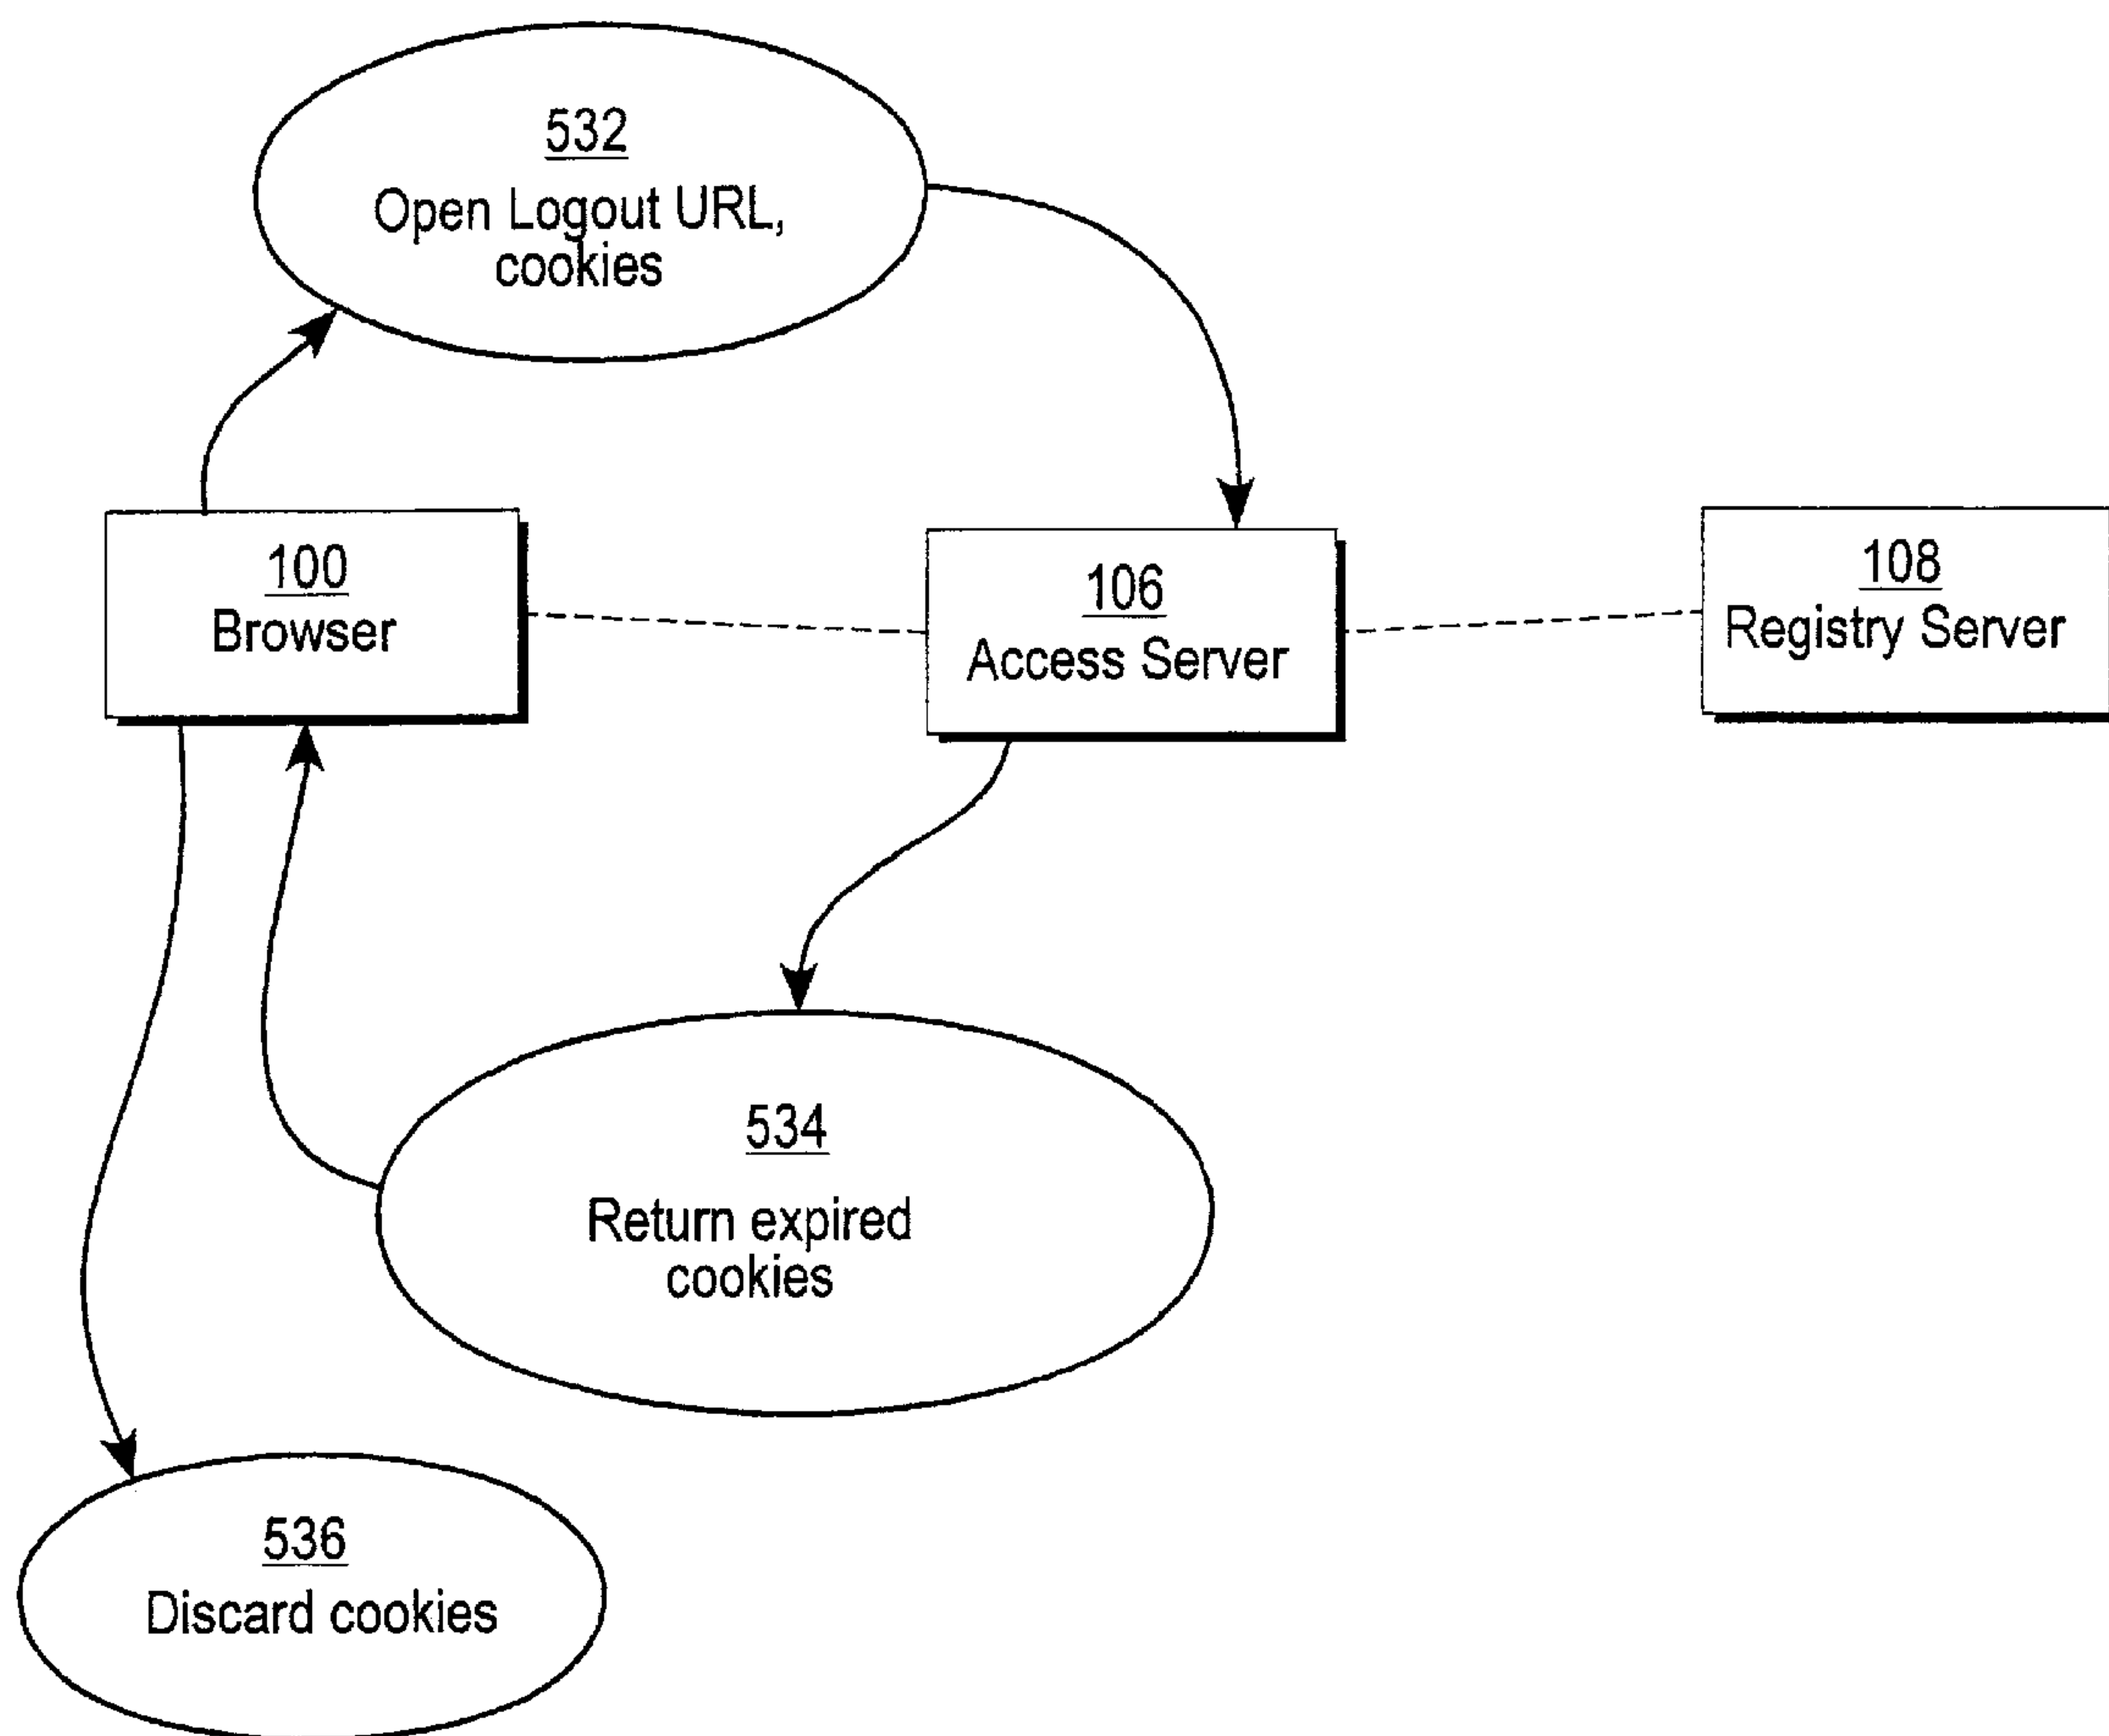 532
Open Logout URL,
cookies
100
Browser
106
Access Server
108
Registry Server
534
Return expired
cookies
536
Discard cookies